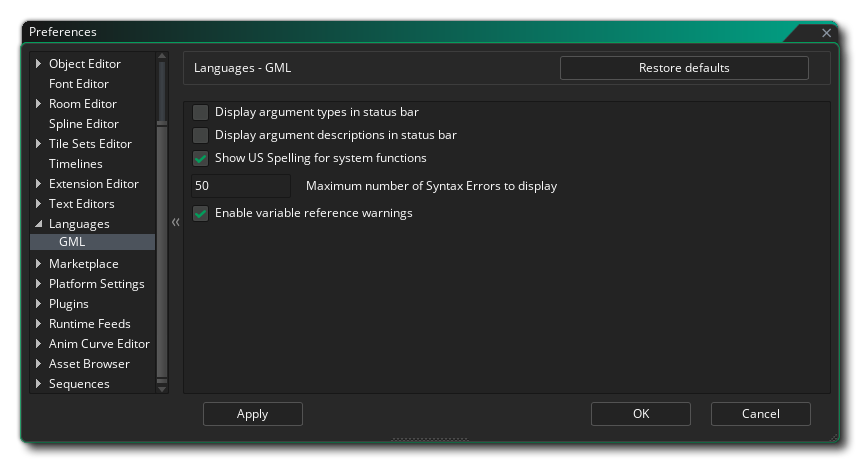 Preferences
Object Editor
Font Editor
Room Editor
Spline Editor
Tile Sets Editor
Timelines
Extension Editor
Text Editors
Languages
GML
Marketplace
Platform Settings
Plugins
Runtime Feeds
Anim Curve Editor
Asset Browser
Sequences
Languages - GML
Restore defaults
Display argument types in status bar
Display argument descriptions in status bar
Show US Spelling for system functions
50 Maximum number of Syntax Errors to display
Enable variable reference warnings
Apply
OK
Cancel